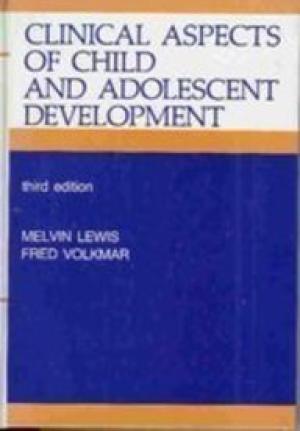 CLINICAL ASPECTS
OF CHILD
AND ADOLESCENT
DEVELOPMENT
third edition
MELVIN LEWIS
FRED VOLKMAR